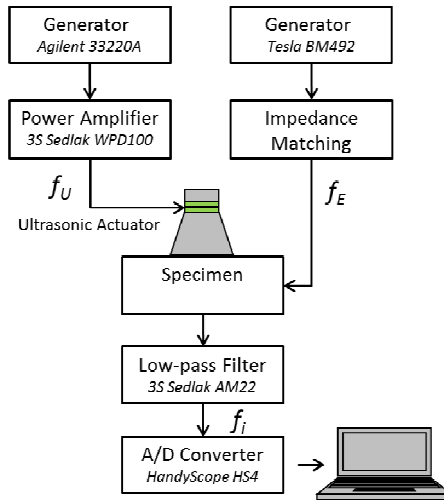 Generator
Agilent 33220A
Generator
Tesla BM492
Power Amplifier
3S Sedlak WPD100
Impedance
Matching
fU
fE
Ultrasonic Actuator
Specimen
Low-pass Filter
3S Sedlak AM22
fi
A/D Converter
HandyScope HS4